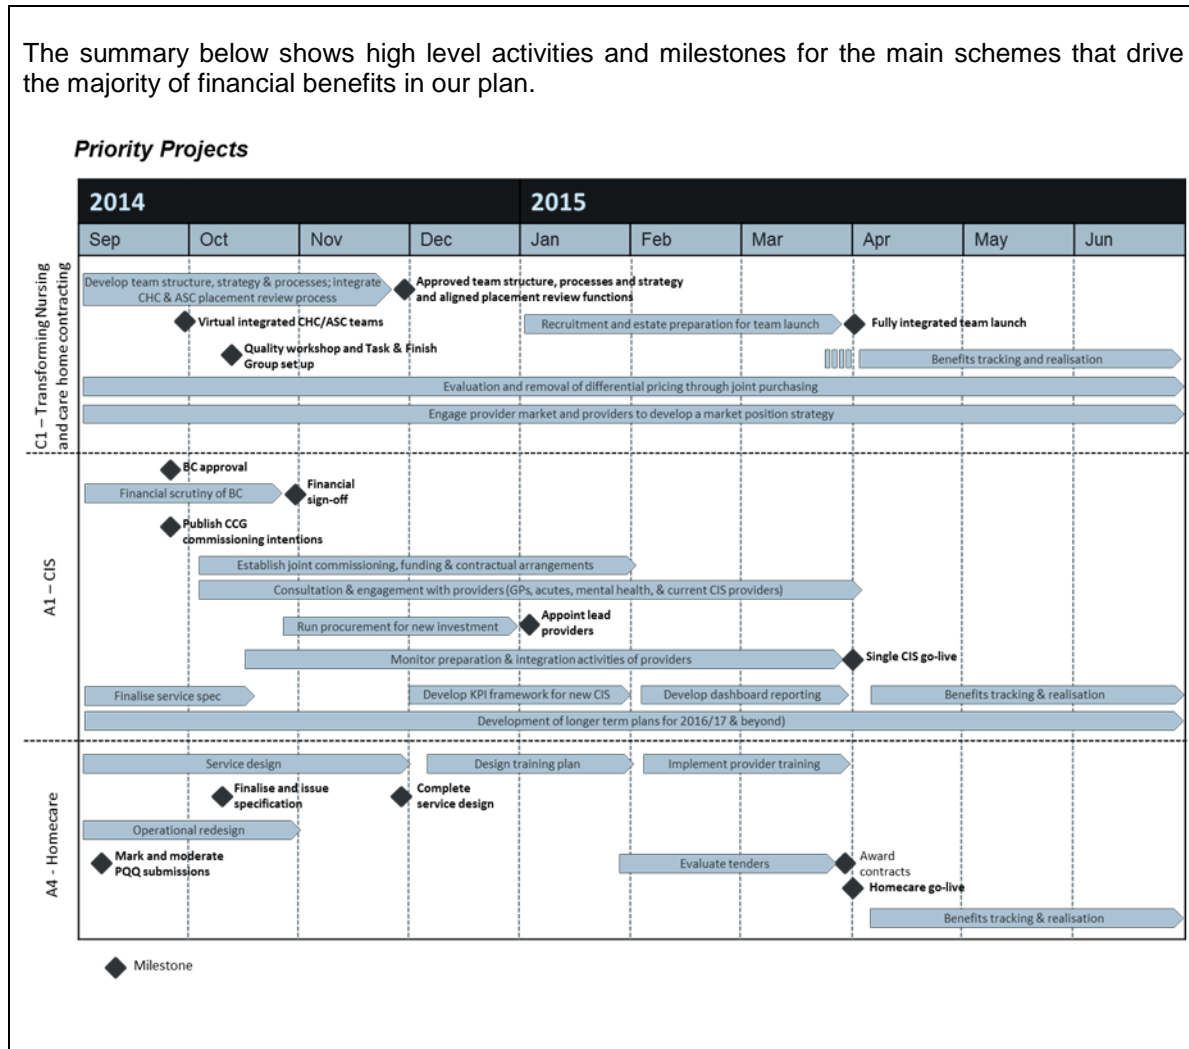 The summary below shows high level activities and milestones for the main schemes that drive
the majority of financial benefits in our plan.
Priority Projects
2014
2015
Sep
Oct
Nov
Dec
Jan
Feb
Mar
Apr
May
Jun
C1 – Transforming Nursing
and care home contracting
Develop team structure, strategy & processes; integrate
CHC & ASC placement review process
Approved team structure, processes and strategy
and aligned placement review functions
Virtual integrated CHC/ASC teams
Recruitment and estate preparation for team launch
Fully integrated team launch
Quality workshop and Task & Finish
Group set up
Benefits tracking and realisation
Evaluation and removal of differential pricing through joint purchasing
Engage provider market and providers to develop a market position strategy
A1 – CIS
BC approval
Financial scrutiny of BC
Financial
sign-off
Publish CCG
commissioning intentions
Establish joint commissioning, funding & contractual arrangements
Consultation & engagement with providers (GPs, acutes, mental health, & current CIS providers)
Run procurement for new investment
Appoint lead
providers
Monitor preparation & integration activities of providers
Single CIS go-live
Finalise service spec
Develop KPI framework for new CIS
Develop dashboard reporting
Benefits tracking & realisation
Development of longer term plans for 2016/17 & beyond)
A4 - Homecare
Service design
Design training plan
Implement provider training
Finalise and issue
specification
Complete
service design
Operational redesign
Mark and moderate
PQQ submissions
Evaluate tenders
Award
contracts
Homecare go-live
Benefits tracking & realisation
Milestone